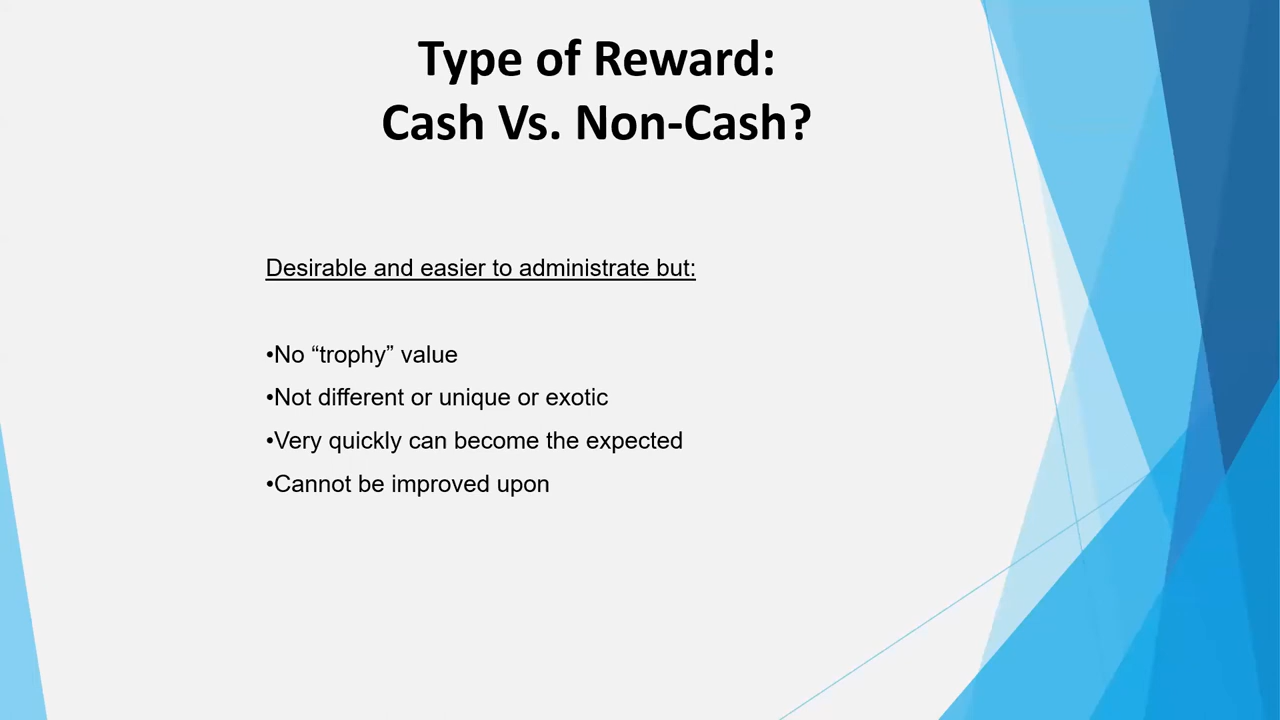 Type of Reward:
Cash Vs. Non-Cash?
Desirable and easier to administrate but:
•No “trophy” value
•Not different or unique or exotic
•Very quickly can become the expected
•Cannot be improved upon